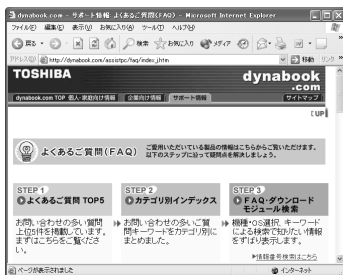 dynabook.com - サポート情報 よくあるご質問(FAQ) - Microsoft Internet Explorer
ファイル(F) 編集(E) 表示(V) お気に入り(A) ツール(T) ヘルプ(H)
戻る 検索 お気に入り メディア
アドレス(D) http://dynabook.com/assistpc/faq/index_j.htm 移動 リンク
TOSHIBA dynabook
.com
dynabook.com TOP 個人・家庭向け情報 企業向け情報 サポート情報 サイトマップ
[UP]
よくあるご質問(FAQ)
ご愛用いただいている製品の情報はこちらからご覧いただけます。
以下のステップに沿って疑問点を解決しましょう。
STEP 1
よくあるご質問 TOP5
お問い合わせの多い質問
上位5件を掲載しています。
まずはこちらをご覧くださ
い。
STEP 2
カテゴリ別インデックス
お問い合わせの多いご質
問キーワードをカテゴリ別に
まとめました。
STEP 3
FAQ・ダウンロード
モジュール検索
機種・OS選択、キーワード
による検索で知りたい情報
をずばり表示します。
情報番号検索はこちら
ページが表示されました インターネット